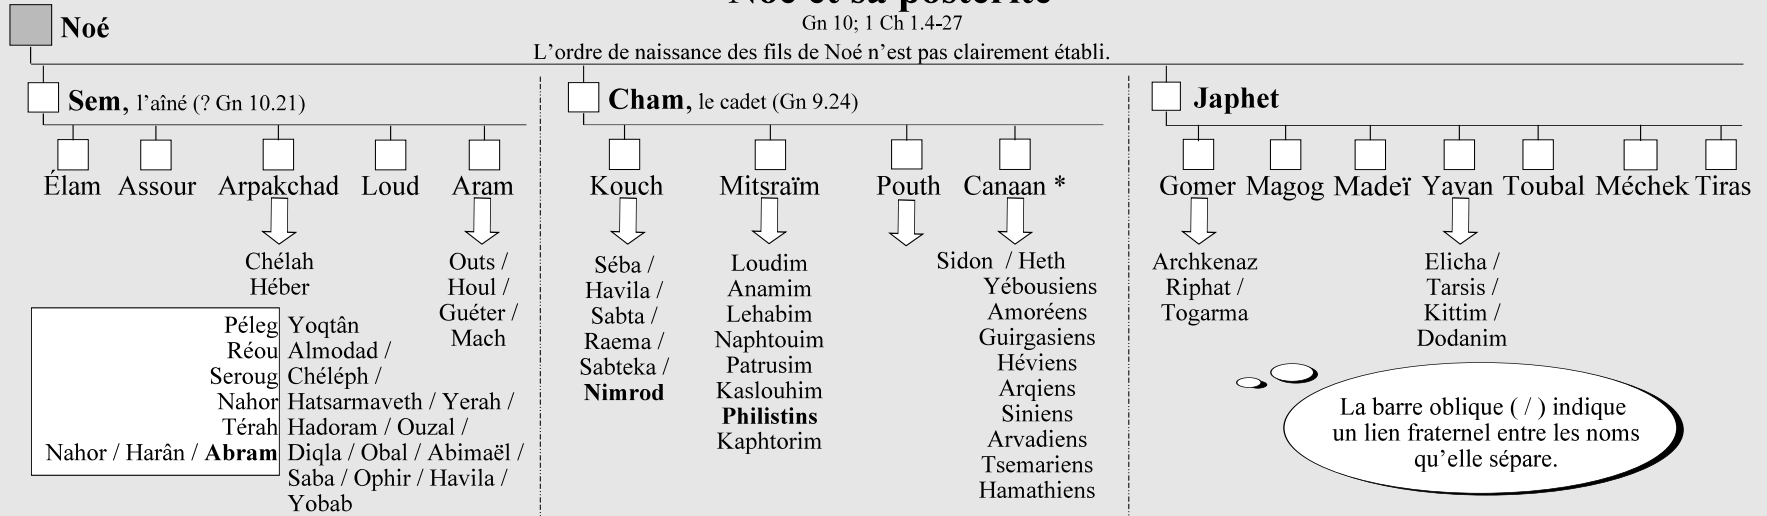 Noé et sa postérité
Gn 10; 1 Ch 1.4-27
L'ordre de naissance des fils de Noé n'est pas clairement établi.
Noé
Sem, l'aîné (? Gn 10.21)
Élam Assour Arpakchad Loud Aram
Chélah
Héber
Péleg Yoqtân
Réou Almodad /
Seroug Chéléph /
Nahor Hatsarmaveth / Yerah /
Térah Hadoram / Ouzal /
Nahor / Harân / Abram Diqla / Obal / Abimaël /
Saba / Ophir / Havila /
Yobab
Outs /
Houl /
Guéter /
Mach
Cham, le cadet (Gn 9.24)
Kouch Mitsraïm Pouth Canaan *
Séba /
Havila /
Sabta /
Raema /
Sabteka /
Nimrod
Loudim
Anamim
Lehabim
Naphtouim
Patrusim
Kaslouhim
Philistins
Kaphtorim
Sidon / Heth
Yébousiens
Amoréens
Guirgasiens
Héviens
Arqiens
Siniens
Arvadiens
Tsemariens
Hamathiens
Japhet
Gomer Magog Madeï Yavan Toubal Méchek Tiras
Archkenaz
Riphat /
Togarma
Elicha /
Tarsis /
Kittim /
Dodanim
La barre oblique ( / ) indique
un lien fraternel entre les noms
qu'elle sépare.